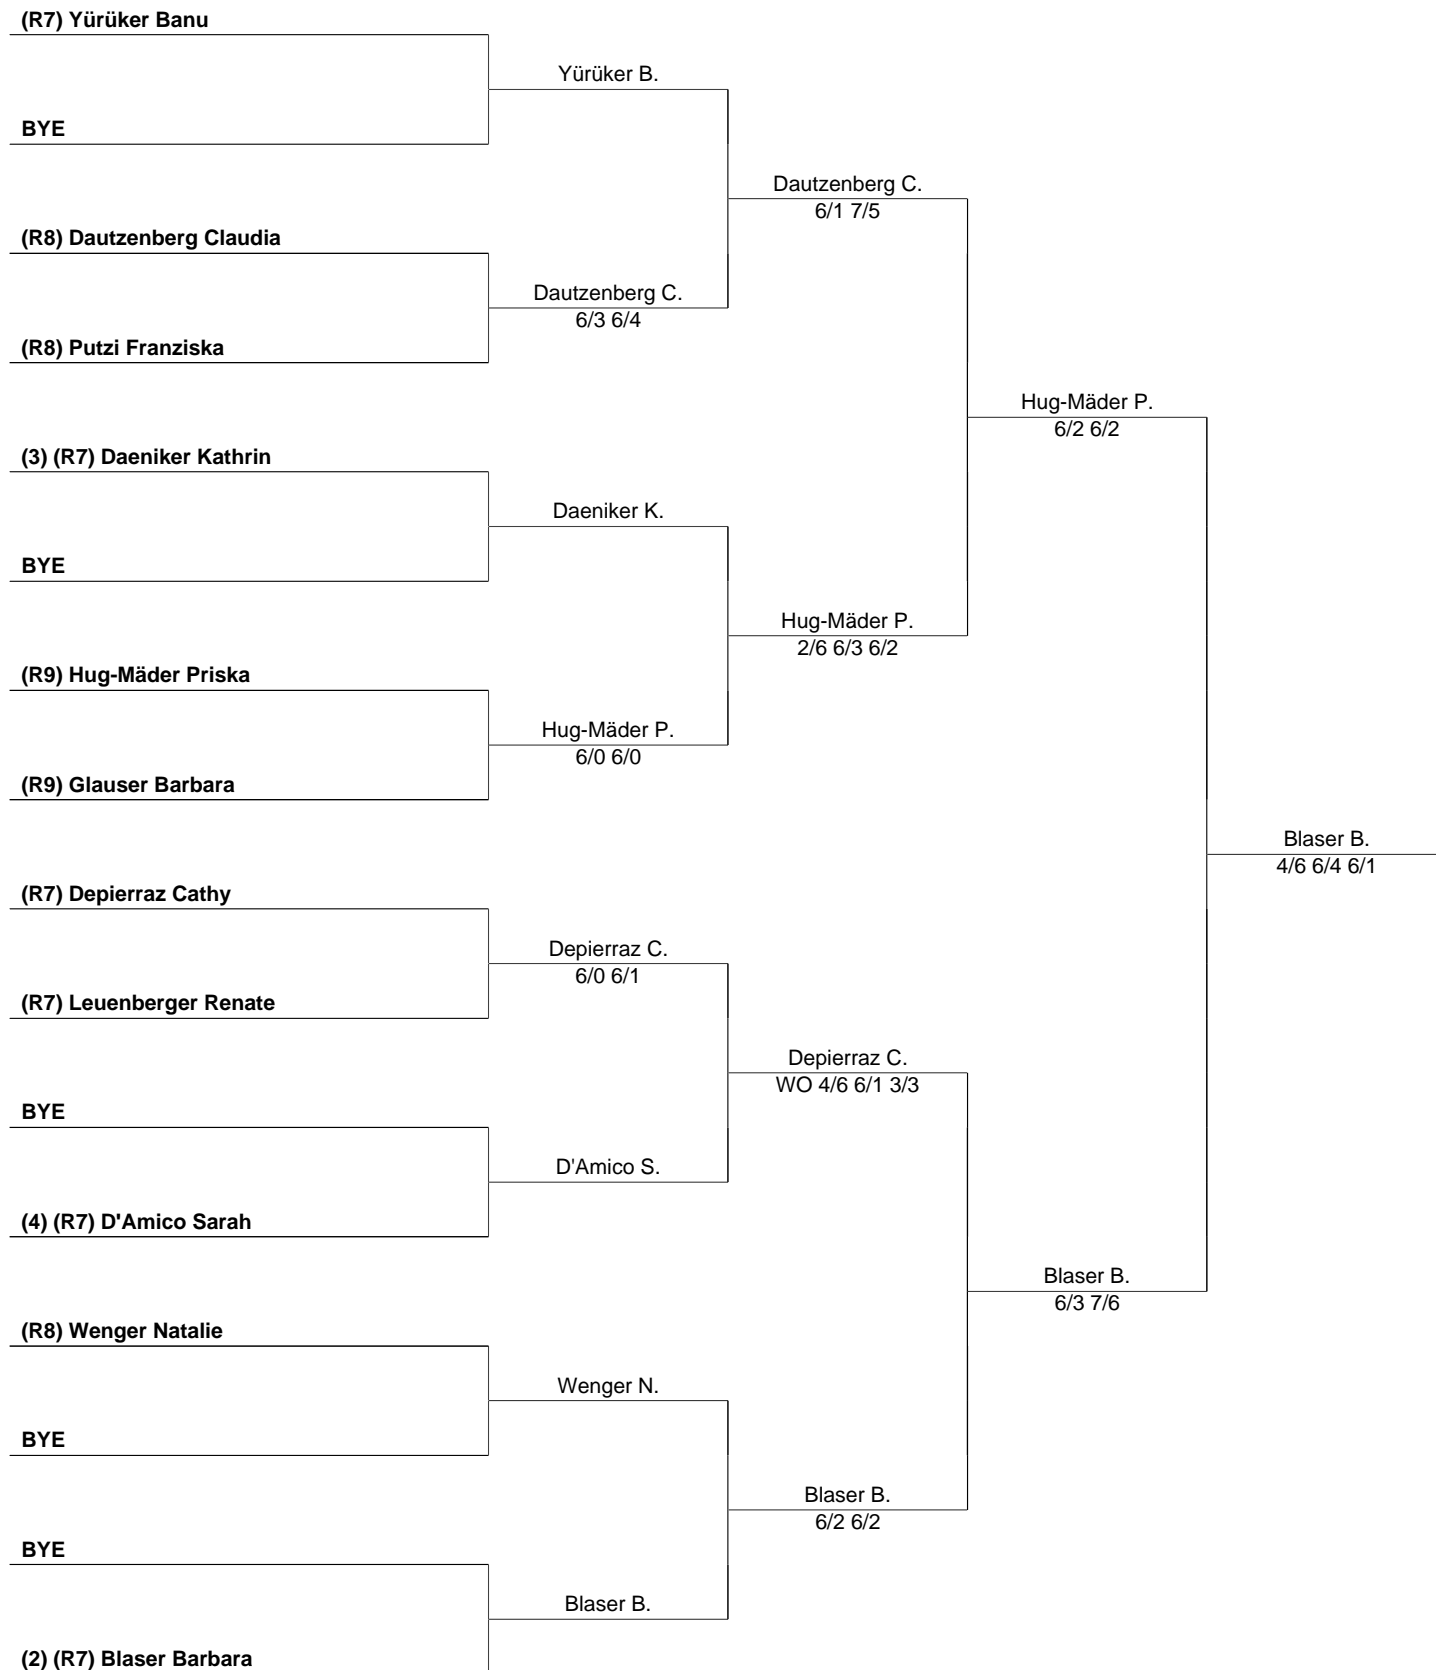 (R7) Yürüker Banu
BYE
(R8) Dautzenberg Claudia
(R8) Putzi Franziska
(3) (R7) Daeniker Kathrin
BYE
(R9) Hug-Mäder Priska
(R9) Glauser Barbara
(R7) Depierraz Cathy
(R7) Leuenberger Renate
BYE
(4) (R7) D'Amico Sarah
(R8) Wenger Natalie
BYE
BYE
(2) (R7) Blaser Barbara
Yürüker B.
Dautzenberg C.
6/3 6/4
Daeniker K.
Hug-Mäder P.
6/0 6/0
Depierraz C.
6/0 6/1
D'Amico S.
Wenger N.
Blaser B.
Dautzenberg C.
6/1 7/5
Hug-Mäder P.
2/6 6/3 6/2
Depierraz C.
WO 4/6 6/1 3/3
Blaser B.
6/2 6/2
Hug-Mäder P.
6/2 6/2
Blaser B.
6/3 7/6
Blaser B.
4/6 6/4 6/1